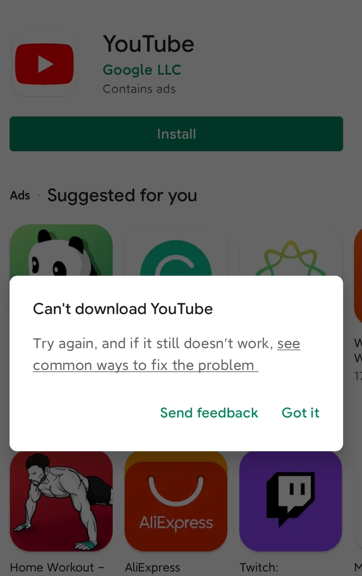 YouTube
Google LLC
Contains ads
Install
Ads · Suggested for you
Can't download YouTube
Try again, and if it still doesn't work, see
common ways to fix the problem
Send feedback Got it
AliExpress
Home Workout – AliExpress Twitch: